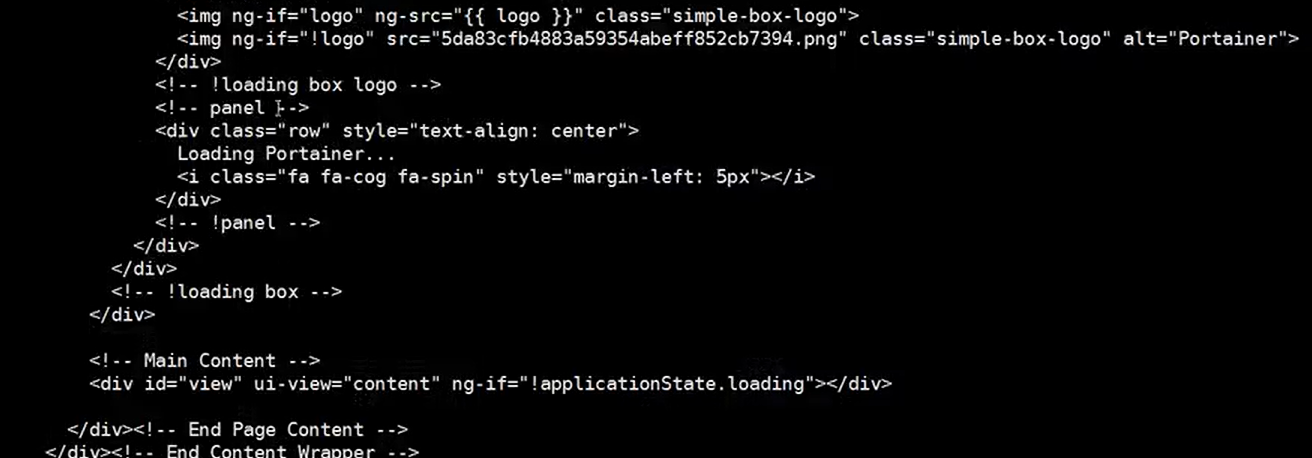 <img ng-if="logo" ng-src="{{ logo }}" class="simple-box-logo">
<img ng-if="!logo" src="5da83cfb4883a59354abeff852cb7394.png" class="simple-box-logo" alt="Portainer">
</div>
<!-- !loading box logo -->
<!-- panel -->
<div class="row" style="text-align: center">
Loading Portainer...
<i class="fa fa-cog fa-spin" style="margin-left: 5px"></i>
</div>
<!-- !panel -->
</div>
</div>
<!-- !loading box -->
</div>
<!-- Main Content -->
<div id="view" ui-view="content" ng-if="!applicationState.loading"></div>
</div><!-- End Page Content -->
</div><!-- End Content Wrapper -->